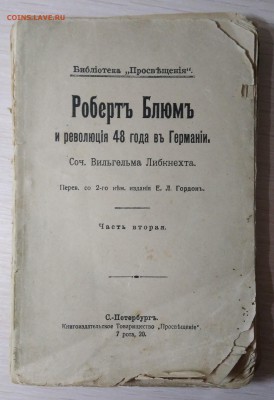 COINS.LAVE.RU
Библіотека „Просвѣщенія“.
Робертъ Блюмъ
и революція 48 года въ Германіи.
Соч. Вильгельма Либкнехта.
Перев. со 2-го нѣм. изданія Е. Л. Гордонъ.
Часть вторая.
С.-Петербургъ.
Книгоиздательское Товарищество „Просвѣщеніе“.
7 рота, 20.